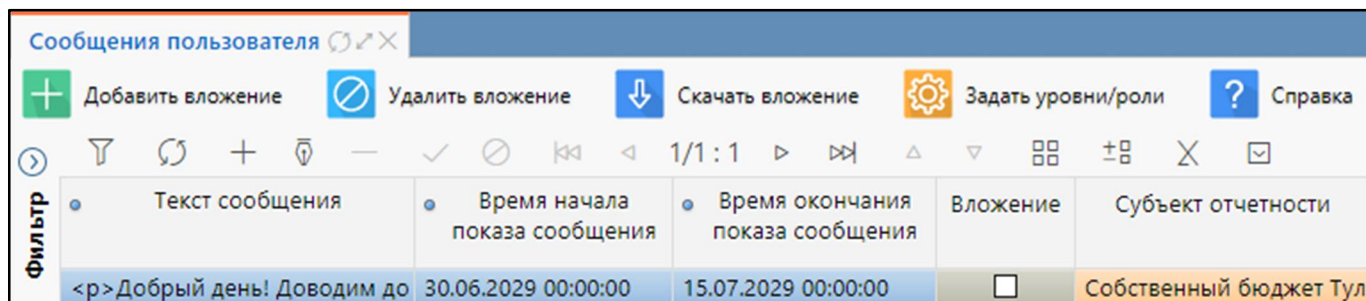 Сообщения пользователя
Добавить вложение Удалить вложение Скачать вложение Задать уровни/роли ? Справка
1/1 : 1
Фильтр
Текст сообщения Время начала показа сообщения Время окончания показа сообщения Вложение Субъект отчетности
<p>Добрый день! Доводим до 30.06.2029 00:00:00 15.07.2029 00:00:00 Собственный бюджет Тул